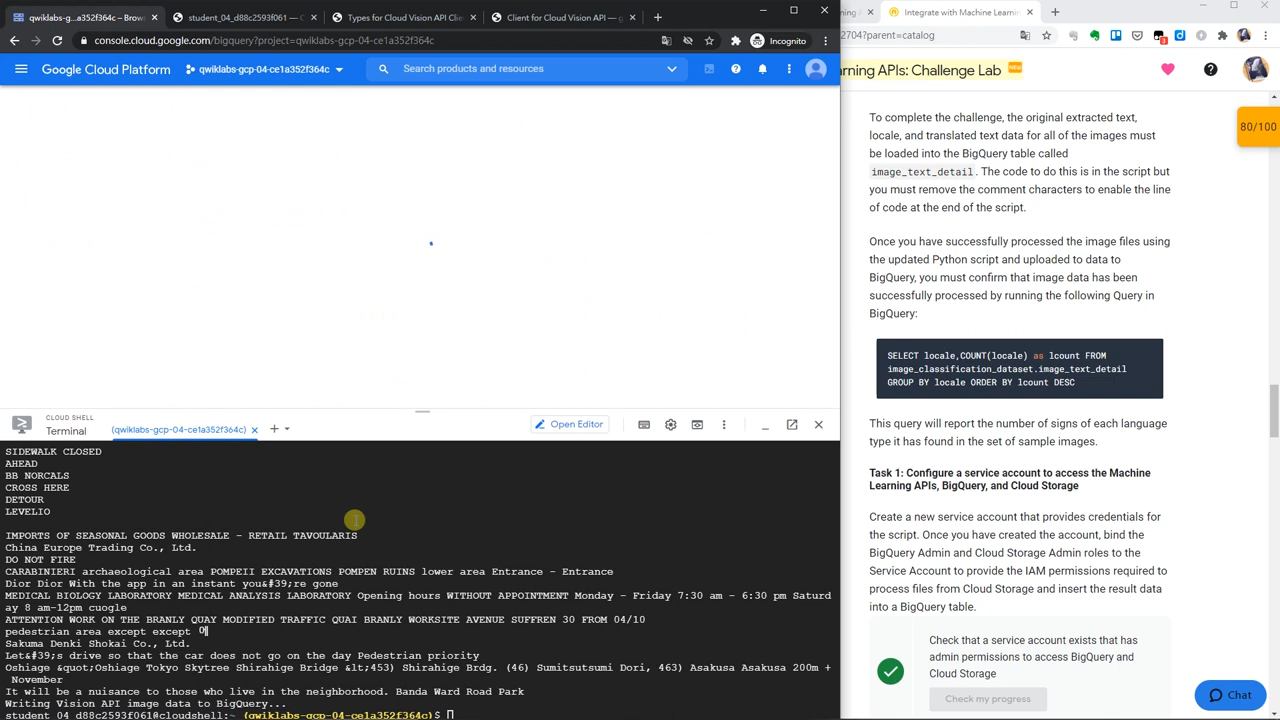 qwiklabs-...a352f364c) - Brows
student_04_d92c2593f061
Types for Cloud Vision API Clie
Client for Cloud Vision API —
console.cloud.google.com/bigquery?project=qwiklabs-gcp-04-ce1a352f364c
Incognito
Google Cloud Platform
qwiklabs-gcp-04-ce1a352f364c
Search products and resources
CLOUD SHELL
Terminal
(qwiklabs-gcp-04-ce1a352f364c)
Open Editor
SIDEWALK CLOSED
AHEAD
BB NORCALS
CROSS HERE
DETOUR
LEVELIO
IMPORTS OF SEASONAL GOODS WHOLESALE - RETAIL TAVOULARIS
China Europe Trading Co., Ltd.
DO NOT FIRE
CARABINIERI archaeological area POMPEII EXCAVATIONS POMPEN RUINS lower area Entrance - Entrance
Dior Dior With the app in an instant you&#39;re gone
MEDICAL BIOLOGY LABORATORY MEDICAL ANALYSIS LABORATORY Opening hours WITHOUT APPOINTMENT Monday - Friday 7:30 am - 6:30 pm Saturd
ay 8 am-12pm cuogle
ATTENTION WORK ON THE BRANLY QUAY MODIFIED TRAFFIC QUAI BRANLY WORKSITE AVENUE SUFFREN 30 FROM 04/10
pedestrian area except except 에
Sakuma Denki Shokai Co., Ltd.
Let&#39;s drive so that the car does not go on the day Pedestrian priority
Oshiage &quot;Oshiage Tokyo Skytree Shirahige Bridge &lt;453) Shirahige Brdg. (46) Sumitsutsumi Dori, 463) Asakusa Asakusa 200m +
November
It will be a nuisance to those who live in the neighborhood. Banda Ward Road Park
Writing Vision API image data to BigQuery...
student_04_d88c2593f061@cloudshell:~ (qwiklabs-gcp-04-ce1a352f364c)$
Integrate with Machine Learning
2704?parent=catalog
arning APIs: Challenge Lab
NEW
80/100
To complete the challenge, the original extracted text,
locale, and translated text data for all of the images must
be loaded into the BigQuery table called
image_text_detail. The code to do this is in the script but
you must remove the comment characters to enable the line
of code at the end of the script.
Once you have successfully processed the image files using
the updated Python script and uploaded to data to
BigQuery, you must confirm that image data has been
successfully processed by running the following Query in
BigQuery:
SELECT locale,COUNT(locale) as lcount FROM
image_classification_dataset.image_text_detail
GROUP BY locale ORDER BY lcount DESC
This query will report the number of signs of each language
type it has found in the set of sample images.
Task 1: Configure a service account to access the Machine
Learning APIs, BigQuery, and Cloud Storage
Create a new service account that provides credentials for
the script. Once you have created the account, bind the
BigQuery Admin and Cloud Storage Admin roles to the
Service Account to provide the IAM permissions required to
process files from Cloud Storage and insert the result data
into a BigQuery table.
Check that a service account exists that has
admin permissions to access BigQuery and
Cloud Storage
Check my progress
Chat